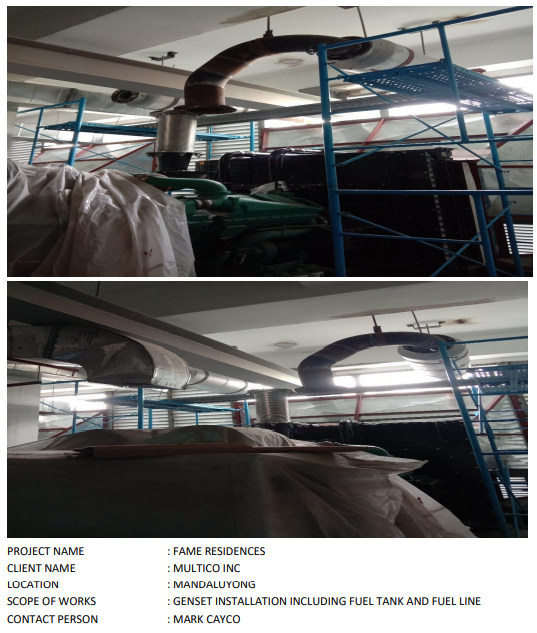 PROJECT NAME : FAME RESIDENCES
CLIENT NAME : MULTICO INC
LOCATION : MANDALUYONG
SCOPE OF WORKS : GENSET INSTALLATION INCLUDING FUEL TANK AND FUEL LINE
CONTACT PERSON : MARK CAYCO